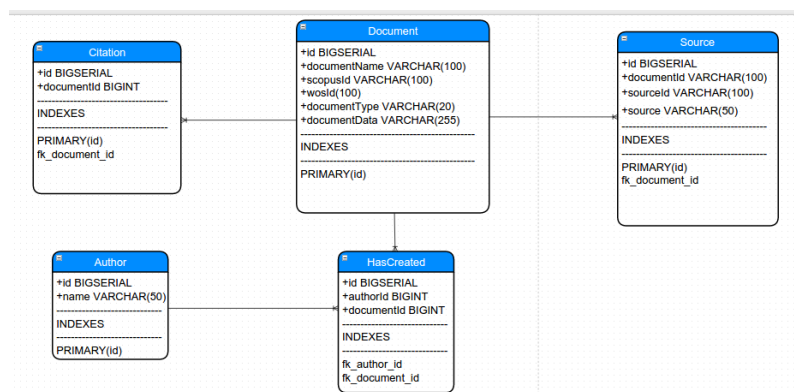 Citation
+id BIGSERIAL
+documentId BIGINT
------------------------------------
INDEXES
------------------------------------
PRIMARY(id)
fk_document_id
Document
+id BIGSERIAL
+documentName VARCHAR(100)
+scopusId VARCHAR(100)
+wosId(100)
+documentType VARCHAR(20)
+documentData VARCHAR(255)
------------------------------------------------
INDEXES
------------------------------------------------
PRIMARY(id)
Source
+id BIGSERIAL
+documentId VARCHAR(100)
+sourceId VARCHAR(100)
+source VARCHAR(50)
----------------------------------------
INDEXES
----------------------------------------
PRIMARY(id)
fk_document_id
Author
+id BIGSERIAL
+name VARCHAR(50)
-----------------------------
INDEXES
-----------------------------
PRIMARY(id)
HasCreated
+id BIGSERIAL
+authorId BIGINT
+documentId BIGINT
-----------------------------
INDEXES
-----------------------------
fk_author_id
fk_document_id